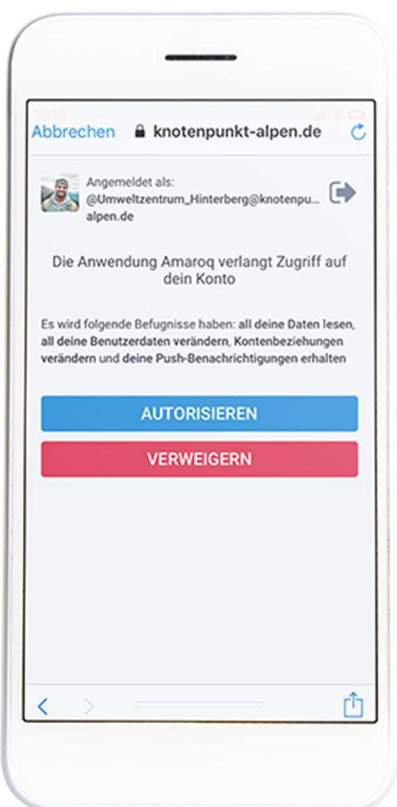 10:10
Abbrechen knotenpunkt-alpen.de
Angemeldet als:
@Umweltzentrum_Hinterberg@knotenpu...
alpen.de
Die Anwendung Amaroq verlangt Zugriff auf
dein Konto
Es wird folgende Befugnisse haben: all deine Daten lesen,
all deine Benutzerdaten verändern, Kontenbeziehungen
verändern und deine Push-Benachrichtigungen erhalten
AUTORISIEREN
VERWEIGERN